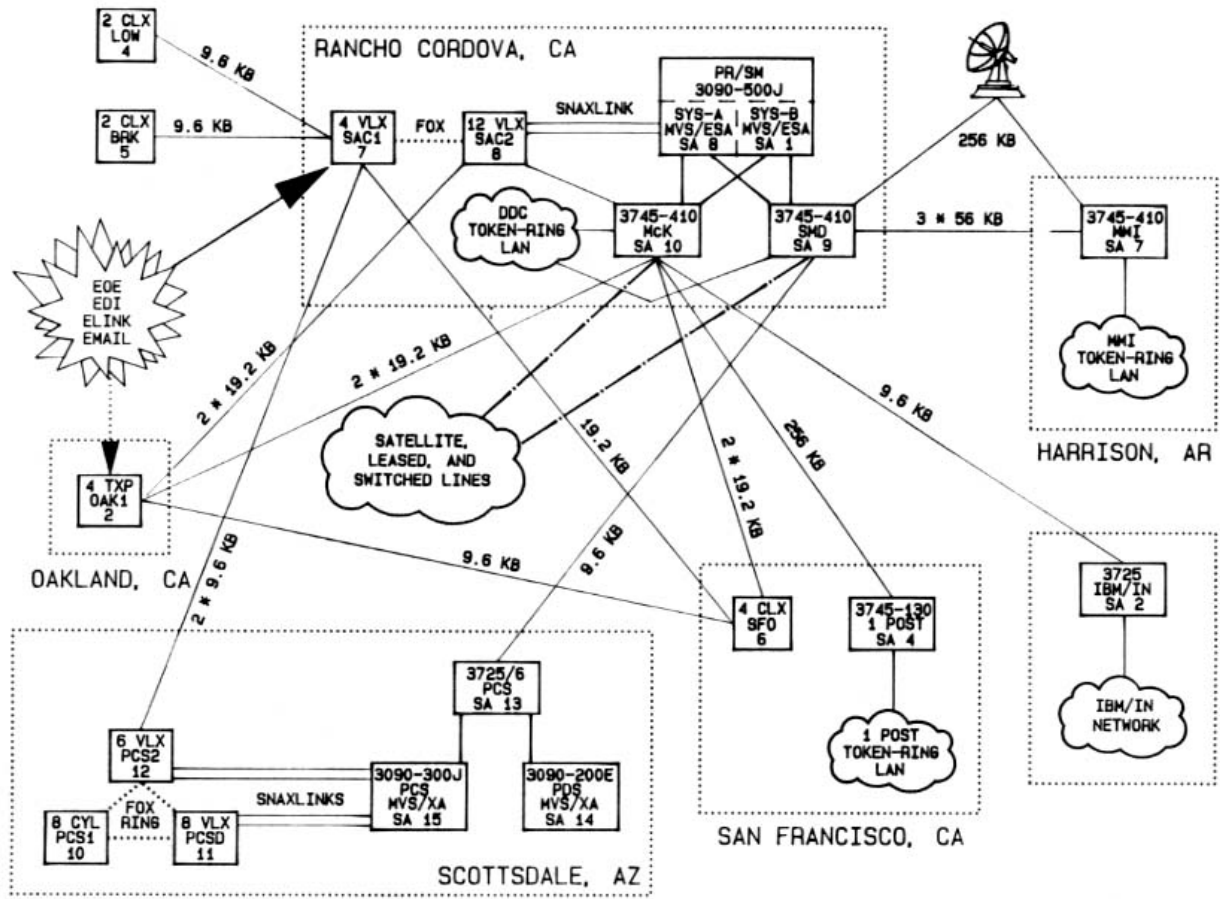 2 CLX
LOW
4
9.6 KB
2 CLX
BRK
5
9.6 KB
RANCHO CORDOVA, CA
4 VLX
SAC1
7
FOX
12 VLX
SAC2
8
SNAXLINK
PR/SM
3090-500J
SYS-A
MVS/ESA
SA 8
SYS-B
MVS/ESA
SA 1
DDC
TOKEN-RING
LAN
3745-410
McK
SA 10
3745-410
SMD
SA 9
256 KB
3 * 56 KB
3745-410
MMI
SA 7
MMI
TOKEN-RING
LAN
HARRISON, AR
EOE
EDI
ELINK
EMAIL
2 * 19.2 KB
2 * 19.2 KB
SATELLITE,
LEASED, AND
SWITCHED LINES
19.2 KB
2 * 19.2 KB
256 KB
9.6 KB
4 TXP
OAK1
2
OAKLAND, CA
2 * 9.6 KB
9.6 KB
9.6 KB
4 CLX
SFO
6
3745-130
1 POST
SA 4
1 POST
TOKEN-RING
LAN
SAN FRANCISCO, CA
3725
IBM/IN
SA 2
IBM/IN
NETWORK
3725/6
PCS
SA 13
6 VLX
PCS2
12
FOX
RING
8 CYL
PCS1
10
8 VLX
PCSD
11
SNAXLINKS
3090-300J
PCS
MVS/XA
SA 15
3090-200E
PDS
MVS/XA
SA 14
SCOTTSDALE, AZ